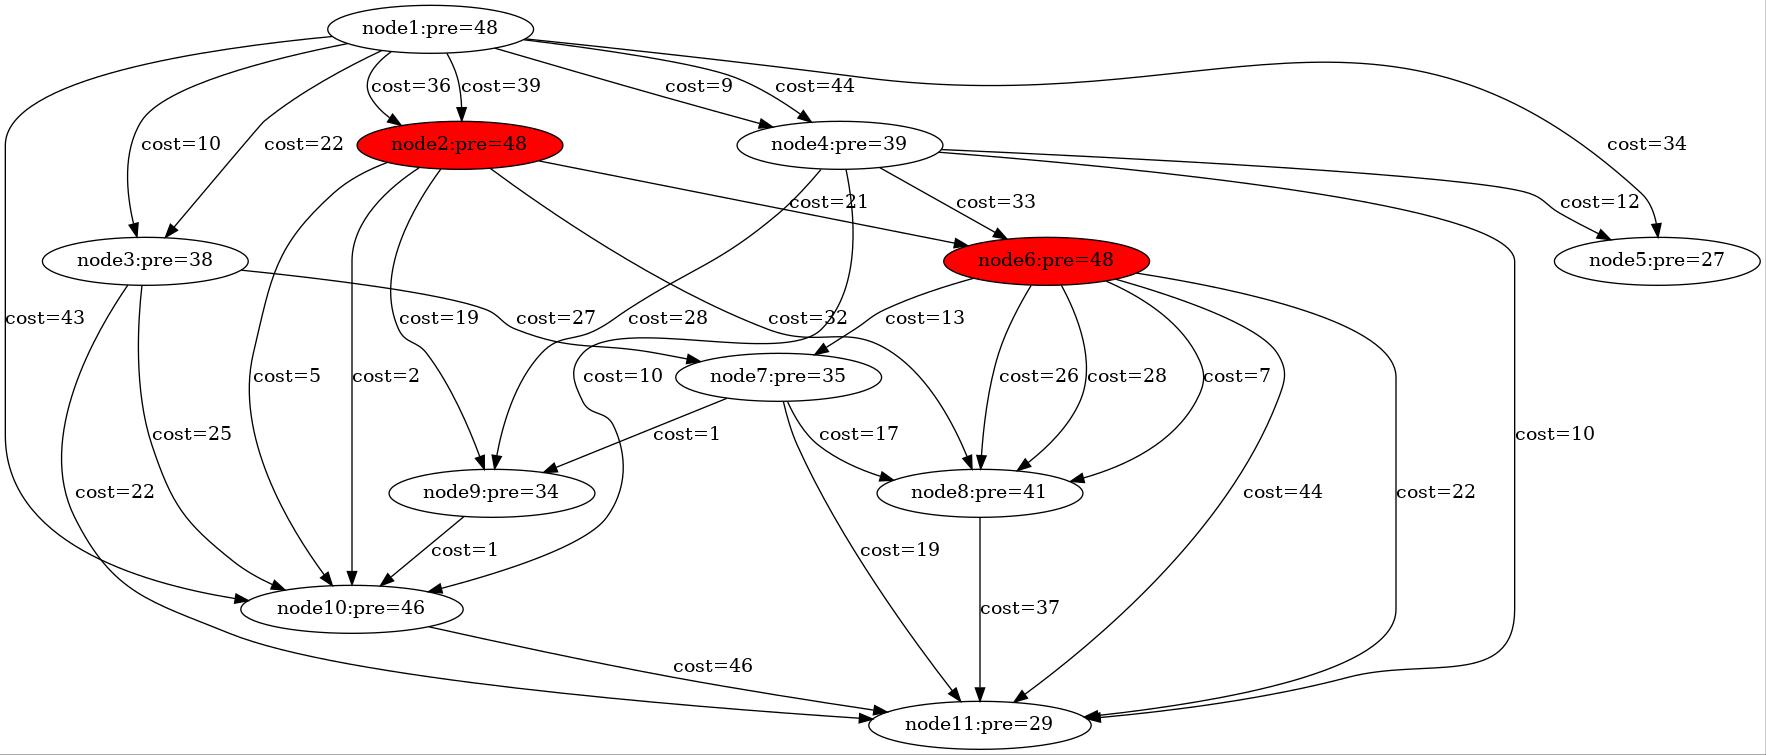 node1:pre=48
cost=36
cost=39
cost=9
cost=44
cost=10
cost=22
node2:pre=48
node4:pre=39
cost=34
cost=21
cost=33
cost=12
node3:pre=38
node6:pre=48
node5:pre=27
cost=43
cost=19
cost=27
cost=28
cost=32
cost=13
cost=5
cost=2
cost=10
node7:pre=35
cost=26
cost=28
cost=7
cost=25
cost=1
cost=17
cost=10
cost=22
node9:pre=34
node8:pre=41
cost=44
cost=22
cost=1
cost=19
node10:pre=46
cost=37
cost=46
node11:pre=29